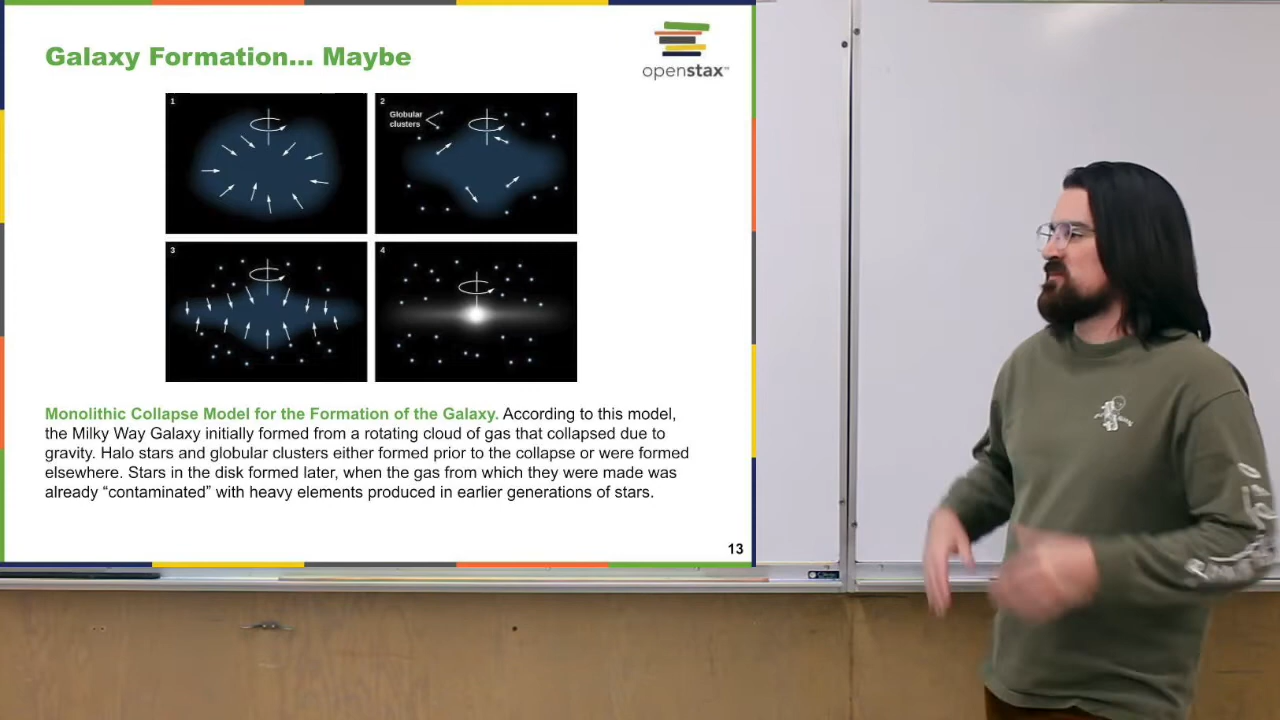 Galaxy Formation... Maybe
openstax™
1
2
Globular
clusters
3
4
Monolithic Collapse Model for the Formation of the Galaxy. According to this model,
the Milky Way Galaxy initially formed from a rotating cloud of gas that collapsed due to
gravity. Halo stars and globular clusters either formed prior to the collapse or were formed
elsewhere. Stars in the disk formed later, when the gas from which they were made was
already “contaminated” with heavy elements produced in earlier generations of stars.
13